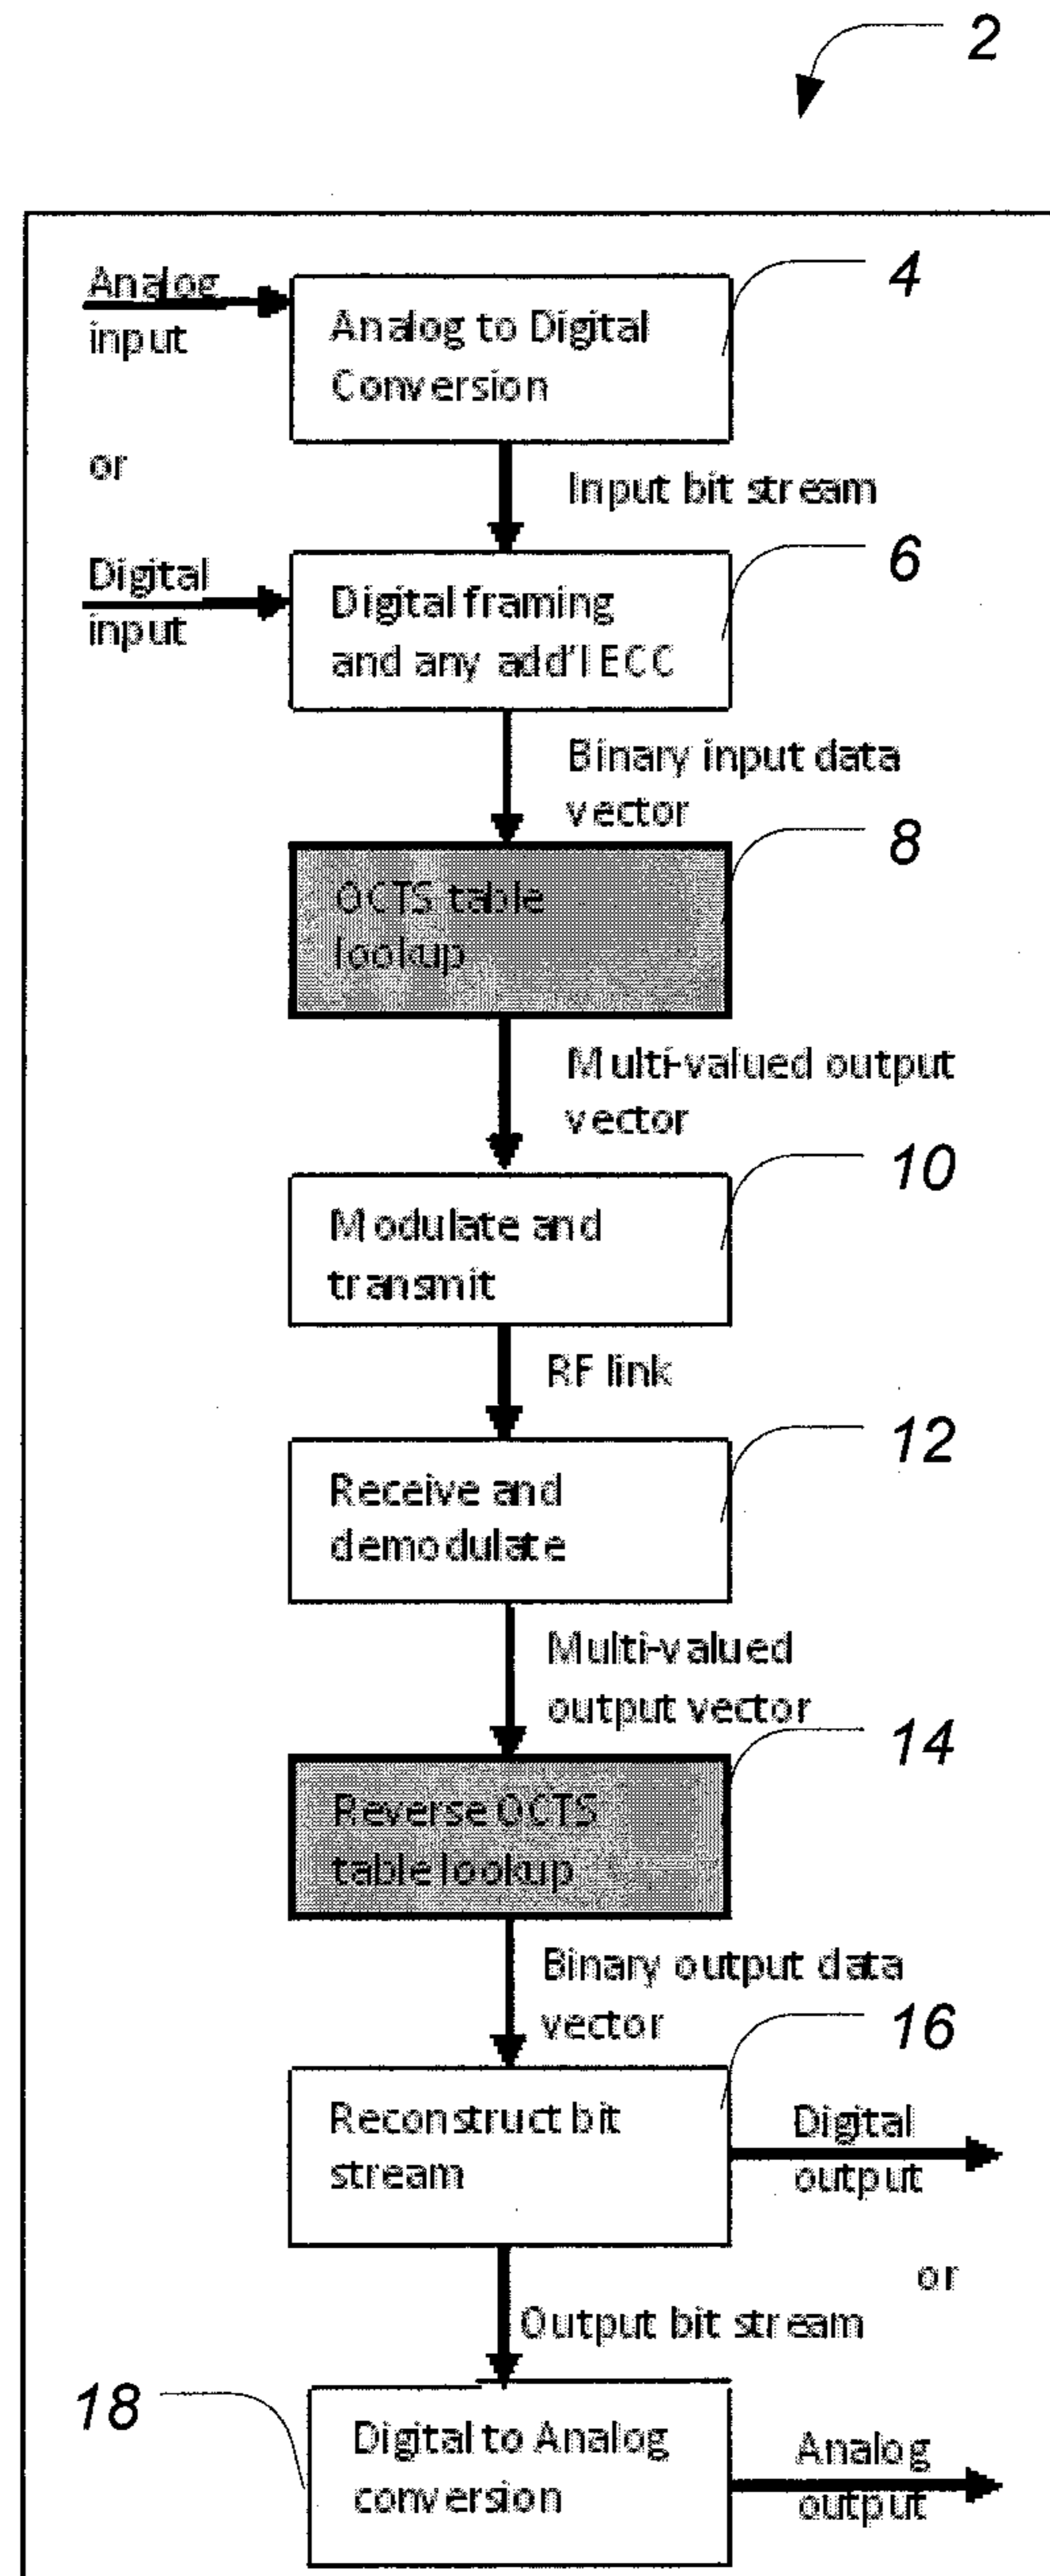 2
Analog
input
4
Analog to Digital
Conversion
or
Input bit stream
Digital
input
6
Digital framing
and any add'l ECC
Binary input data
vector
8
OCTS table
lookup
Multi-valued output
vector
10
Modulate and
transmit
RF link
12
Receive and
demodulate
Multi-valued
output vector
14
Reverse OCTS
table lookup
Binary output data
vector
16
Reconstruct bit
stream
Digital
output
or
Output bit stream
18
Digital to Analog
conversion
Analog
output